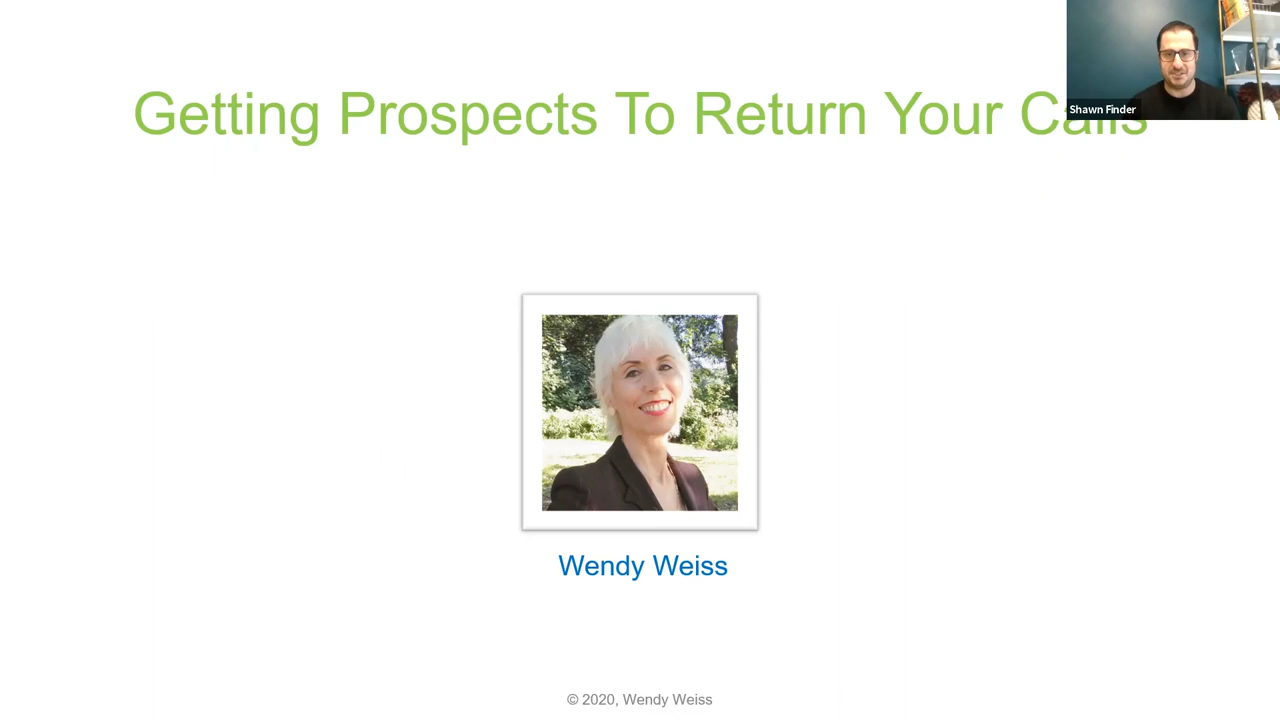 Getting Prospects To Return Your Calls
Shawn Finder
Wendy Weiss
© 2020, Wendy Weiss